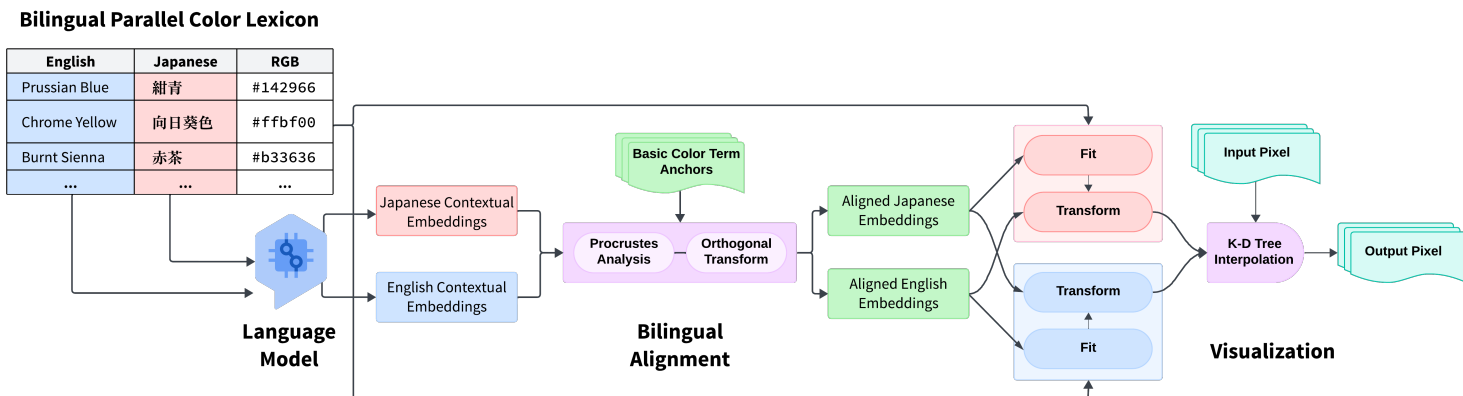 Bilingual Parallel Color Lexicon
English Japanese RGB
Prussian Blue 紺青 #142966
Chrome Yellow 向日葵色 #ffbf00
Burnt Sienna 赤茶 #b33636
... ... ...
Language
Model
Japanese Contextual
Embeddings
English Contextual
Embeddings
Basic Color Term
Anchors
Procrustes
Analysis
Orthogonal
Transform
Bilingual
Alignment
Aligned Japanese
Embeddings
Aligned English
Embeddings
Fit
Transform
Transform
Fit
Input Pixel
K-D Tree
Interpolation
Output Pixel
Visualization